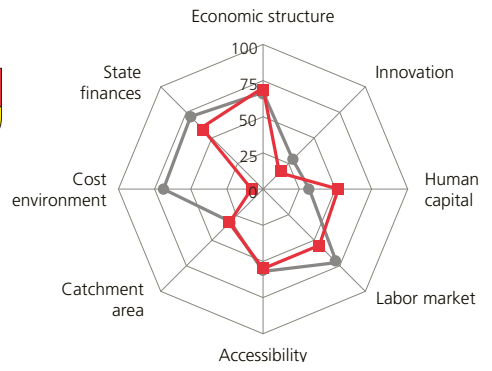 Economic structure
100
State
finances
Innovation
75
50
25
Cost
environment
0
Human
capital
Catchment
area
Labor market
Accessibility